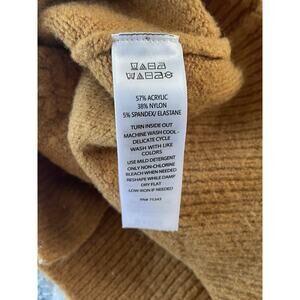 57% ACRYLIC
38% NYLON
5% SPANDEX/ ELASTANE
TURN INSIDE OUT
MACHINE WASH COOL -
DELICATE CYCLE
WASH WITH LIKE
COLORS
USE MILD DETERGENT
ONLY NON-CHLORINE
BLEACH WHEN NEEDED
RESHAPE WHILE DAMP
DRY FLAT
LOW IRON IF NEEDED